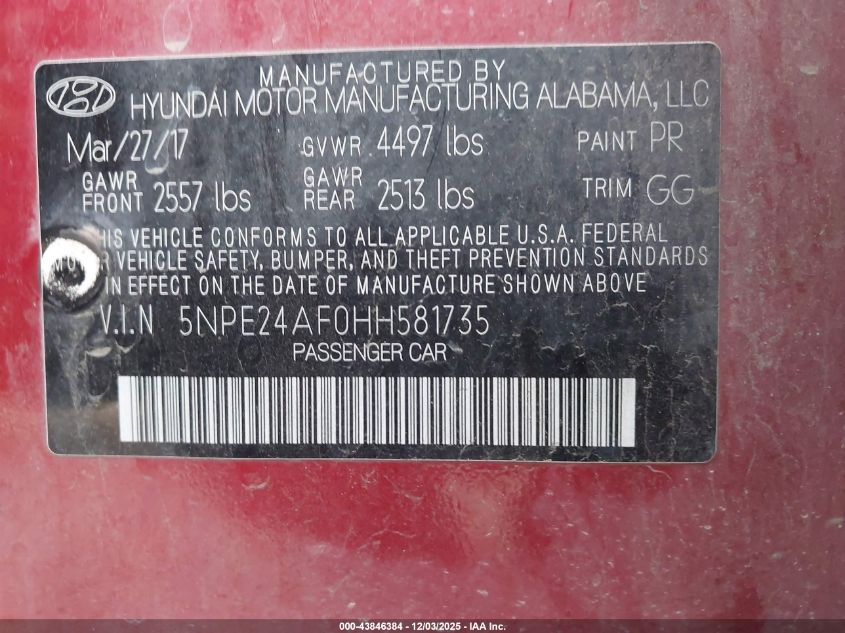 MANUFACTURED BY
HYUNDAI MOTOR MANUFACTURING ALABAMA, LLC
Mar/27/17 GVWR 4497 lbs PAINT PR
GAWR FRONT 2557 lbs GAWR REAR 2513 lbs TRIM GG
HIS VEHICLE CONFORMS TO ALL APPLICABLE U.S.A. FEDERAL
R VEHICLE SAFETY, BUMPER, AND THEFT PREVENTION STANDARDS
IN EFFECT ON THE DATE OF MANUFACTURE SHOWN ABOVE
V.I.N 5NPE24AF0HH581735
PASSENGER CAR
000-43846384 - 12/03/2025 - IAA Inc.